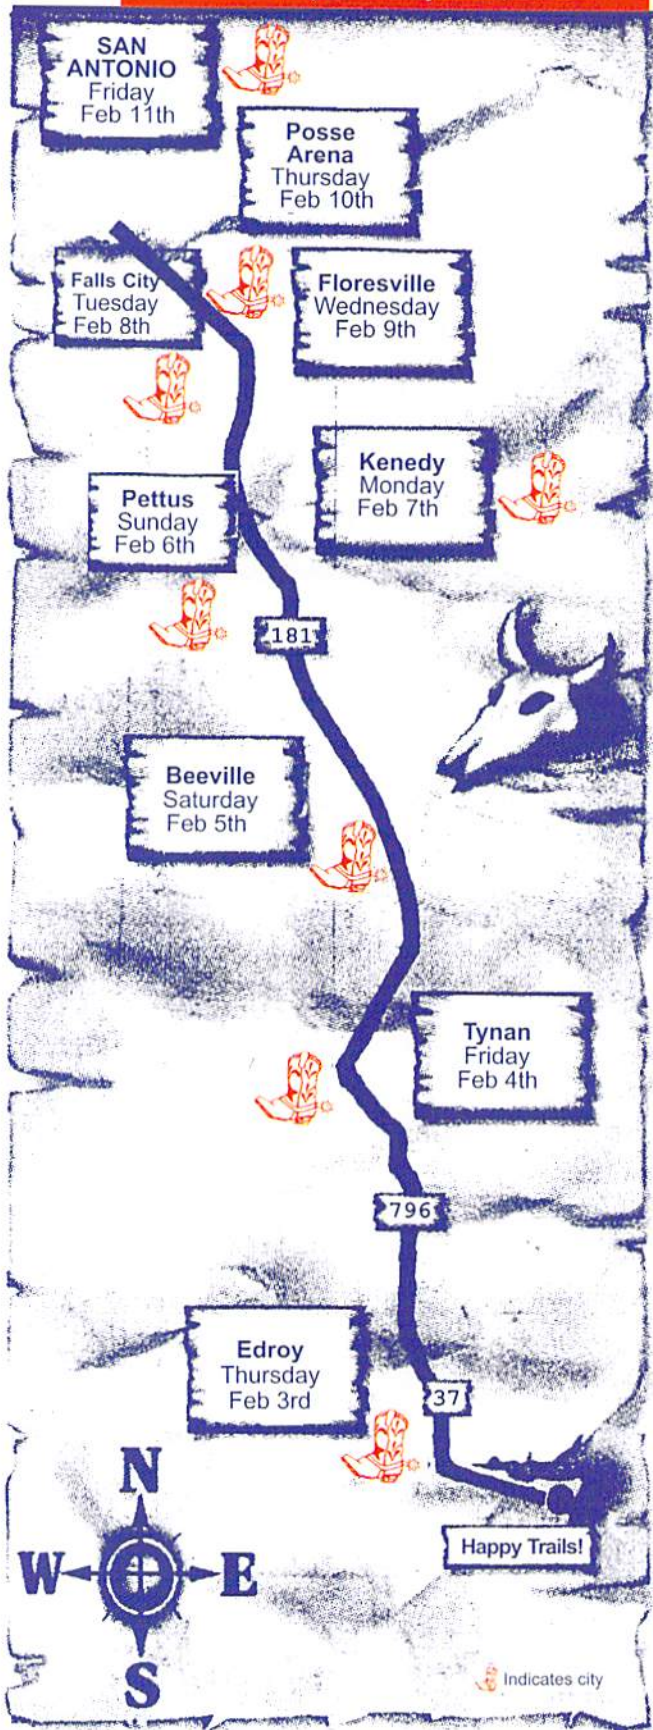 SAN
ANTONIO
Friday
Feb 11th
Posse
Arena
Thursday
Feb 10th
Falls City
Tuesday
Feb 8th
Floresville
Wednesday
Feb 9th
Kenedy
Monday
Feb 7th
Pettus
Sunday
Feb 6th
181
Beeville
Saturday
Feb 5th
Tynan
Friday
Feb 4th
796
Edroy
Thursday
Feb 3rd
37
Happy Trails!
N
W E
S
Indicates city